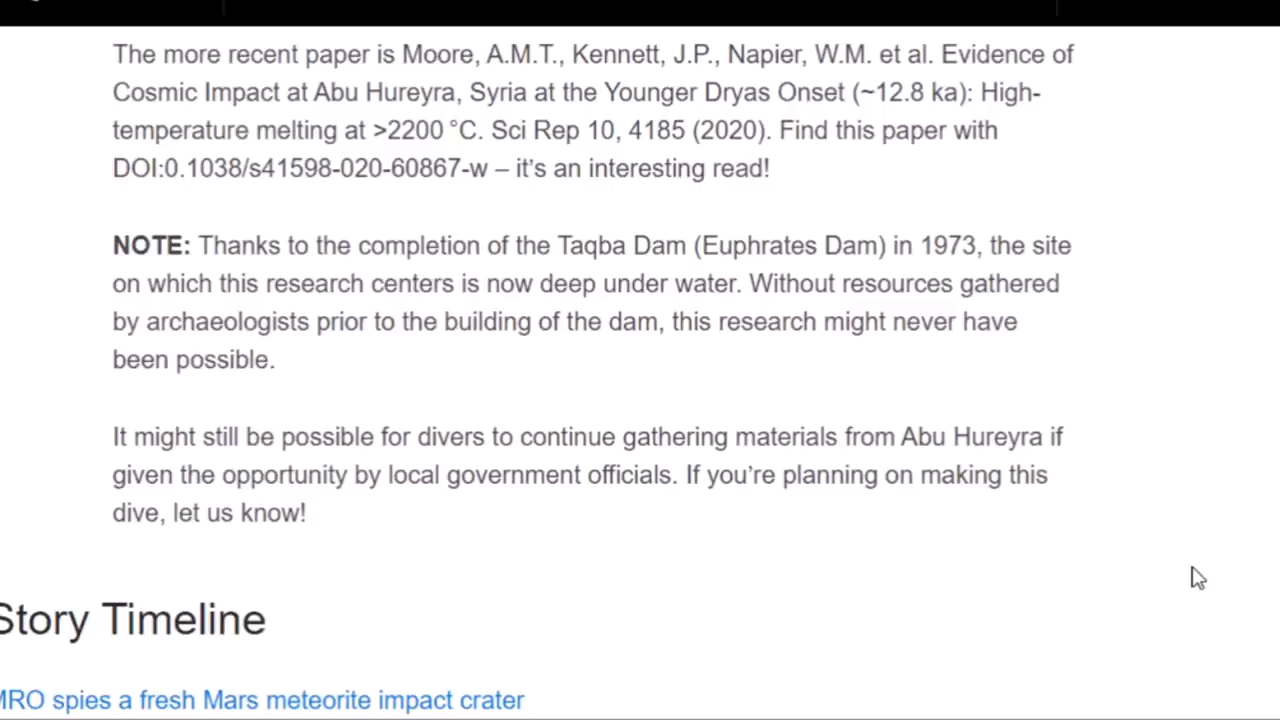 The more recent paper is Moore, A.M.T., Kennett, J.P., Napier, W.M. et al. Evidence of
Cosmic Impact at Abu Hureyra, Syria at the Younger Dryas Onset (~12.8 ka): High-
temperature melting at >2200 °C. Sci Rep 10, 4185 (2020). Find this paper with
DOI:0.1038/s41598-020-60867-w – it's an interesting read!
NOTE: Thanks to the completion of the Taqba Dam (Euphrates Dam) in 1973, the site
on which this research centers is now deep under water. Without resources gathered
by archaeologists prior to the building of the dam, this research might never have
been possible.
It might still be possible for divers to continue gathering materials from Abu Hureyra if
given the opportunity by local government officials. If you're planning on making this
dive, let us know!
Story Timeline
MRO spies a fresh Mars meteorite impact crater